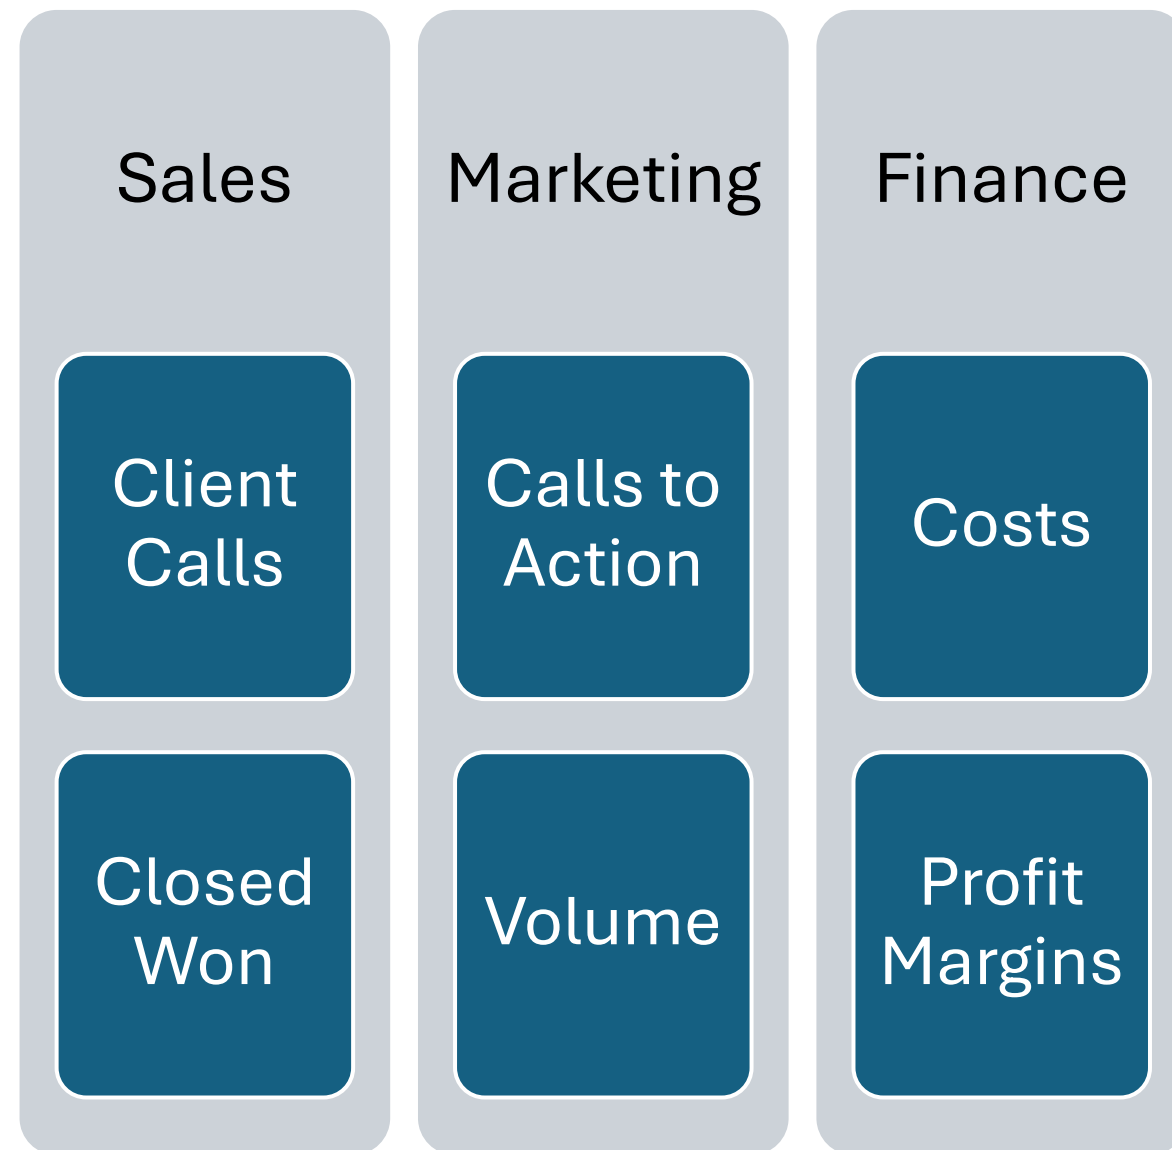 Sales
Client
Calls
Closed
Won
Marketing
Calls to
Action
Volume
Finance
Costs
Profit
Margins